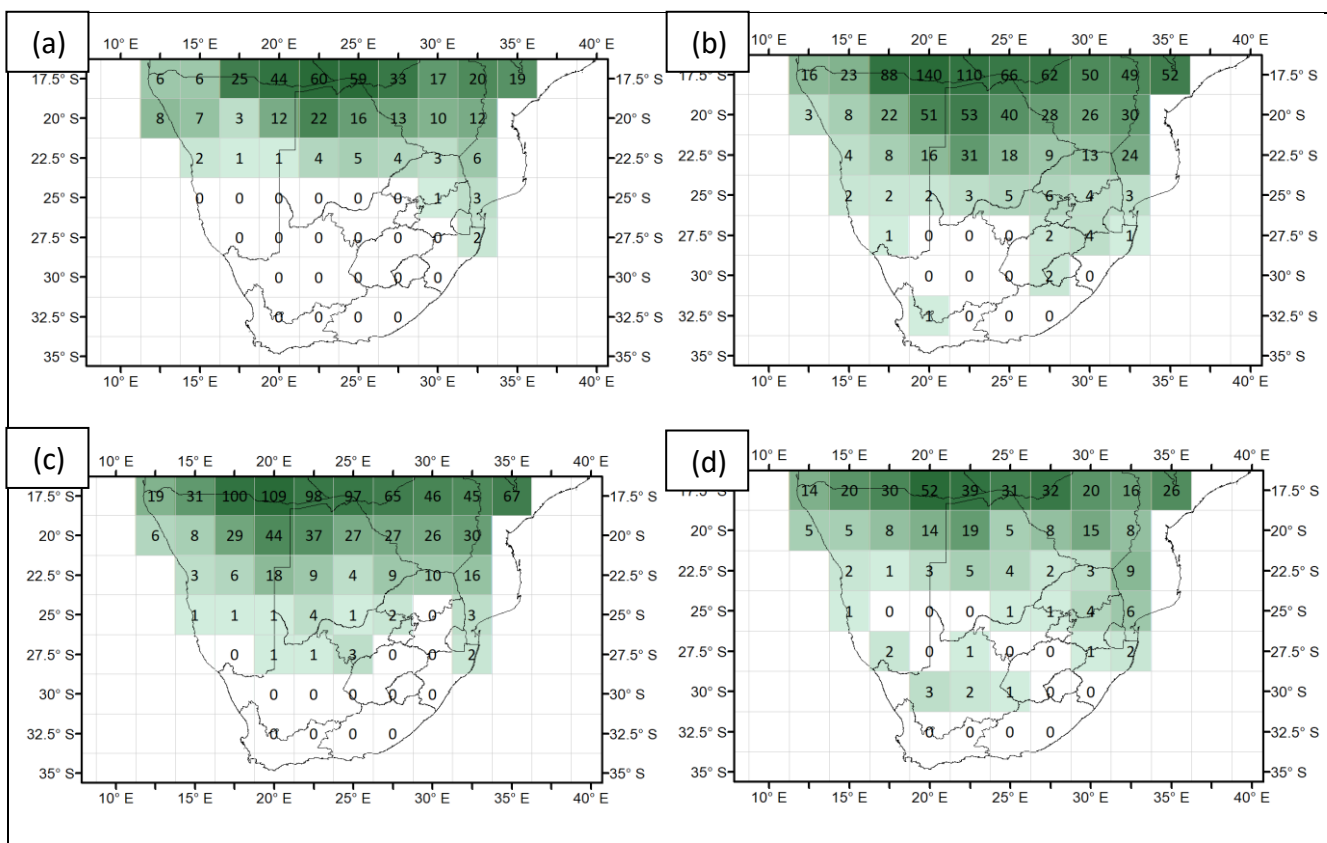 (a)
10° E 15° E 20° E 25° E 30° E 35° E 40° E
17.5° S 6 6 25 44 60 59 33 17 20 19 17.5° S
20° S 8 7 3 12 22 16 13 10 12 20° S
22.5° S 2 1 1 4 5 4 3 6 22.5° S
25° S 0 0 0 0 0 0 1 3 25° S
27.5° S 0 0 0 0 0 0 2 27.5° S
30° S 0 0 0 0 0 30° S
32.5° S 0 0 0 0 32.5° S
35° S 35° S
10° E 15° E 20° E 25° E 30° E 35° E 40° E
(b)
10° E 15° E 20° E 25° E 30° E 35° E 40° E
17.5° S 16 23 88 140 110 66 62 50 49 52 17.5° S
20° S 3 8 22 51 53 40 28 26 30 20° S
22.5° S 4 8 16 31 18 9 13 24 22.5° S
25° S 2 2 2 3 5 6 4 3 25° S
27.5° S 1 0 0 0 2 4 1 27.5° S
30° S 0 0 0 2 0 30° S
32.5° S 1 0 0 0 32.5° S
35° S 35° S
10° E 15° E 20° E 25° E 30° E 35° E 40° E
(c)
10° E 15° E 20° E 25° E 30° E 35° E 40° E
17.5° S 19 31 100 109 98 97 65 46 45 67 17.5° S
20° S 6 8 29 44 37 27 27 26 30 20° S
22.5° S 3 6 18 9 4 9 10 16 22.5° S
25° S 1 1 1 4 1 2 0 3 25° S
27.5° S 0 1 1 3 0 0 2 27.5° S
30° S 0 0 0 0 0 30° S
32.5° S 0 0 0 0 32.5° S
35° S 35° S
10° E 15° E 20° E 25° E 30° E 35° E 40° E
(d)
10° E 15° E 20° E 25° E 30° E 35° E 40° E
17.5° S 14 20 30 52 39 31 32 20 16 26 17.5° S
20° S 5 5 8 14 19 5 8 15 8 20° S
22.5° S 2 1 3 5 4 2 3 9 22.5° S
25° S 1 0 0 0 1 1 4 6 25° S
27.5° S 2 0 1 0 0 1 2 27.5° S
30° S 3 2 1 0 0 30° S
32.5° S 0 0 0 0 32.5° S
35° S 35° S
10° E 15° E 20° E 25° E 30° E 35° E 40° E